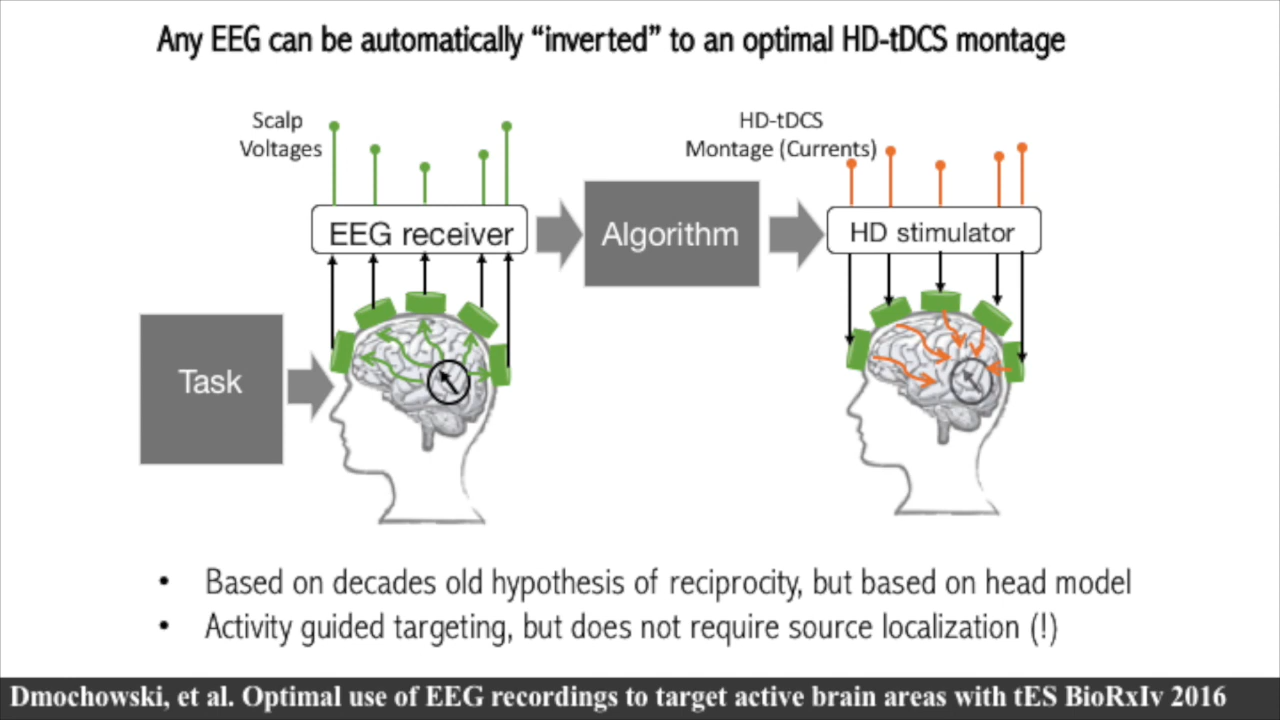 Any EEG can be automatically “inverted” to an optimal HD-tDCS montage
Scalp
Voltages
HD-tDCS
Montage (Currents)
EEG receiver
Algorithm
HD stimulator
Task
• Based on decades old hypothesis of reciprocity, but based on head model
• Activity guided targeting, but does not require source localization (!)
Dmochowski, et al. Optimal use of EEG recordings to target active brain areas with tES BioRxIv 2016